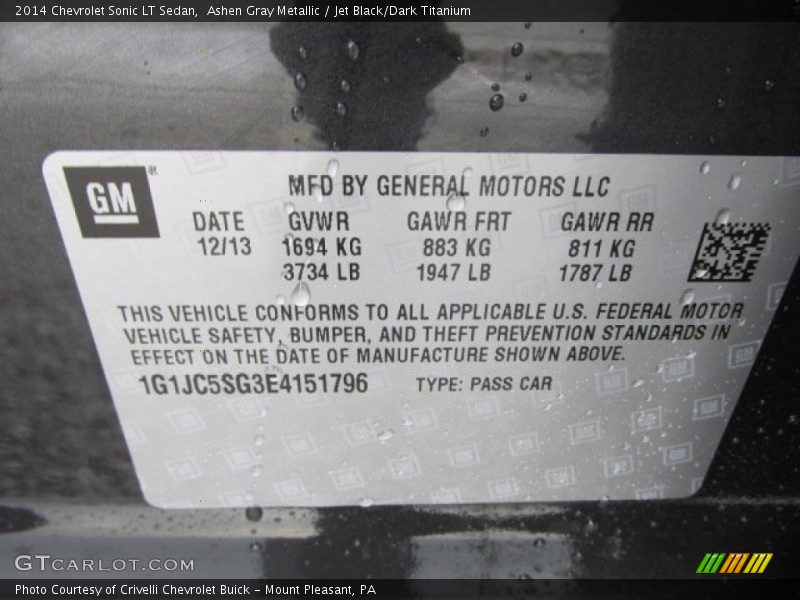 2014 Chevrolet Sonic LT Sedan, Ashen Gray Metallic / Jet Black/Dark Titanium
GM ®
MFD BY GENERAL MOTORS LLC
DATE GVWR GAWR FRT GAWR RR
12/13 1694 KG 883 KG 811 KG
3734 LB 1947 LB 1787 LB
THIS VEHICLE CONFORMS TO ALL APPLICABLE U.S. FEDERAL MOTOR
VEHICLE SAFETY, BUMPER, AND THEFT PREVENTION STANDARDS IN
EFFECT ON THE DATE OF MANUFACTURE SHOWN ABOVE.
1G1JC5SG3E4151796 TYPE: PASS CAR
GTCARLOT.COM
Photo Courtesy of Crivelli Chevrolet Buick - Mount Pleasant, PA